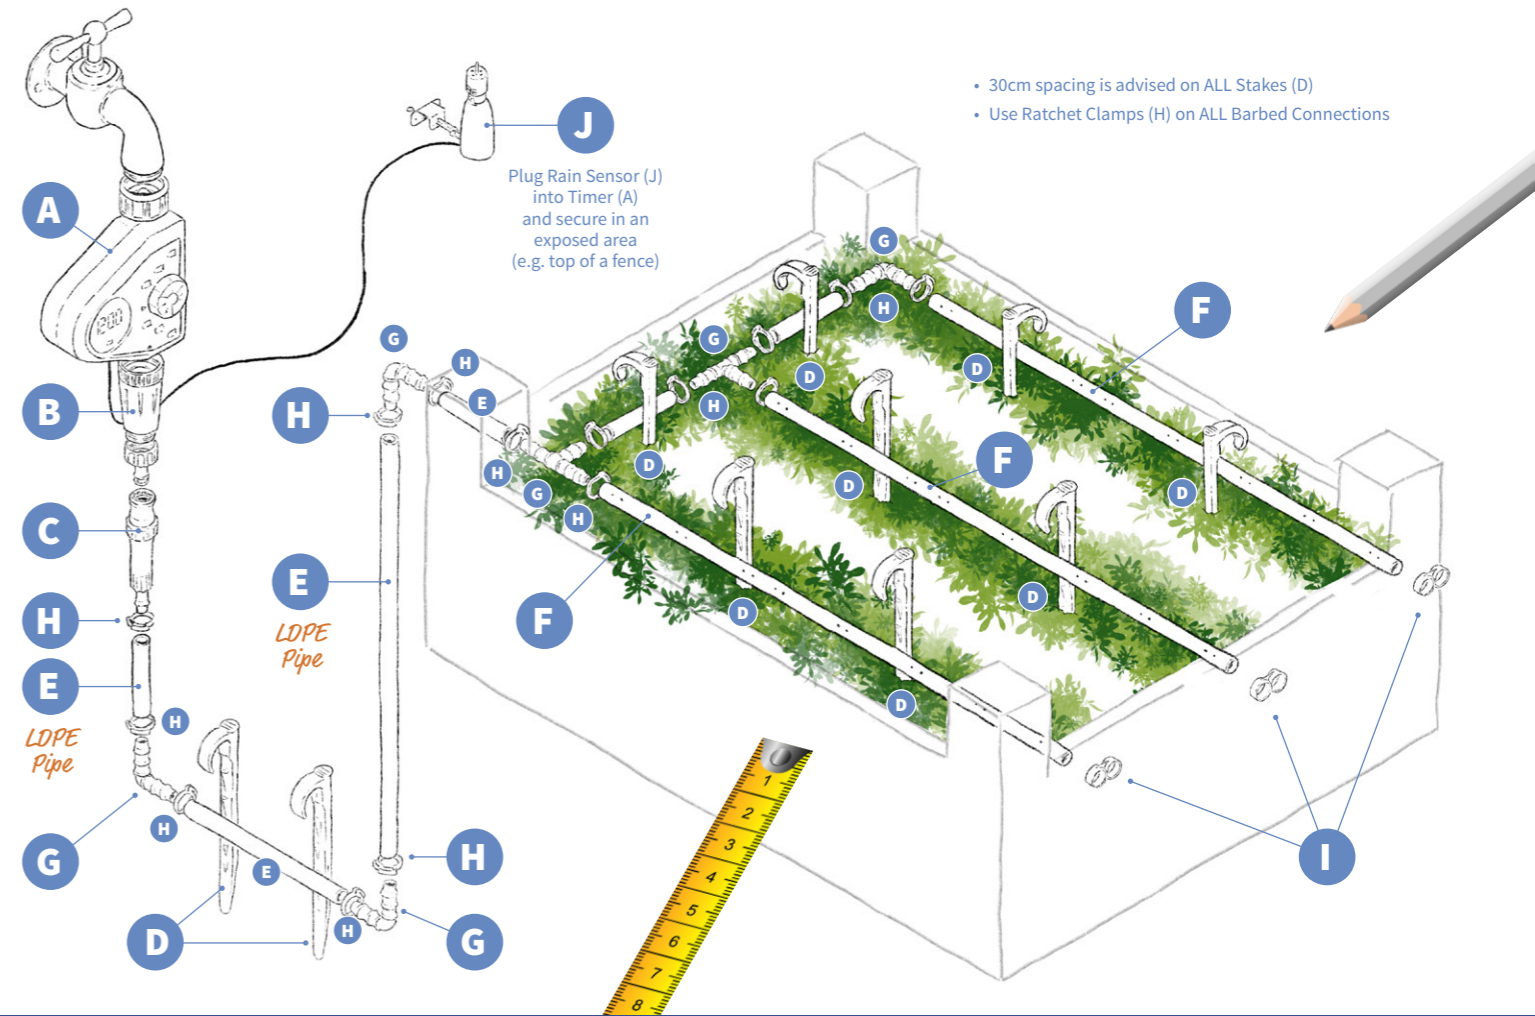 J
Plug Rain Sensor (J)
into Timer (A)
and secure in an
exposed area
(e.g. top of a fence)
• 30cm spacing is advised on ALL Stakes (D)
• Use Ratchet Clamps (H) on ALL Barbed Connections
A
B
C
H
E
LDPE
Pipe
H
G
H
D
E
H
G
H
E
LDPE
Pipe
H
G
H
E
H
G
H
F
D
G
H
D
G
H
D
F
D
F
D
D
D
D
I
1
2
3
4
5
6
7
8